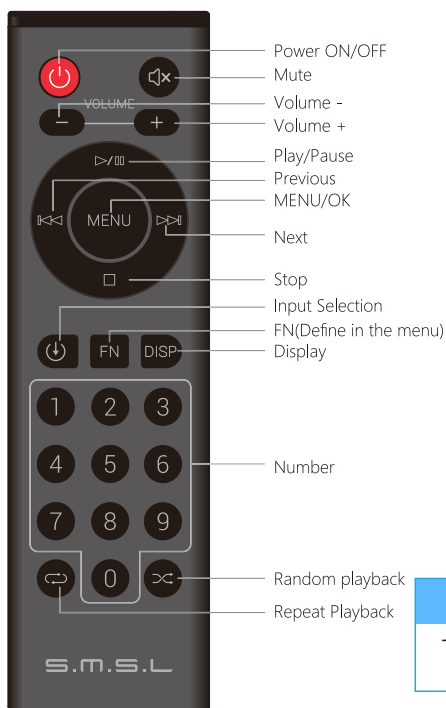 Power ON/OFF
Mute
VOLUME
Volume -
Volume +
Play/Pause
Previous
MENU
MENU/OK
Next
Stop
Input Selection
FN(Define in the menu)
FN
DISP
Display
1 2 3
4 5 6
Number
7 8 9
0
Random playback
Repeat Playback
S.M.S.L